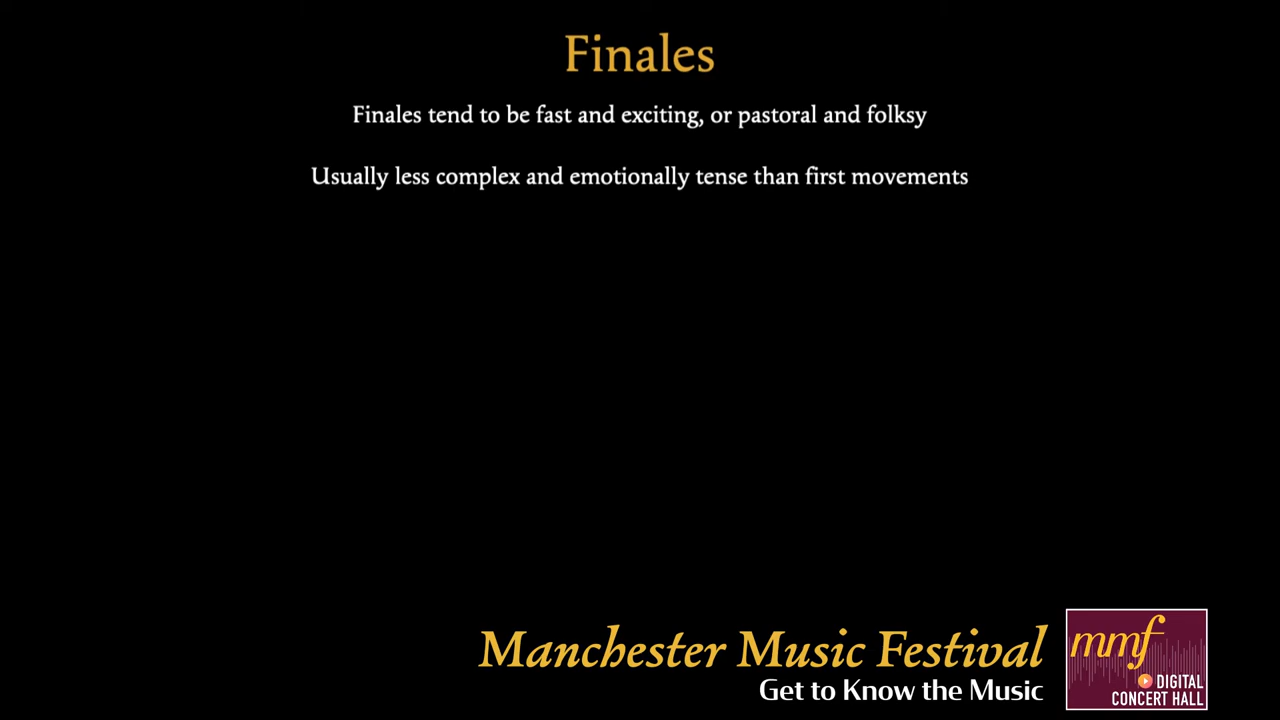 Finales
Finales tend to be fast and exciting, or pastoral and folksy
Usually less complex and emotionally tense than first movements
Manchester Music Festival
Get to Know the Music
mmf
DIGITAL
CONCERT HALL